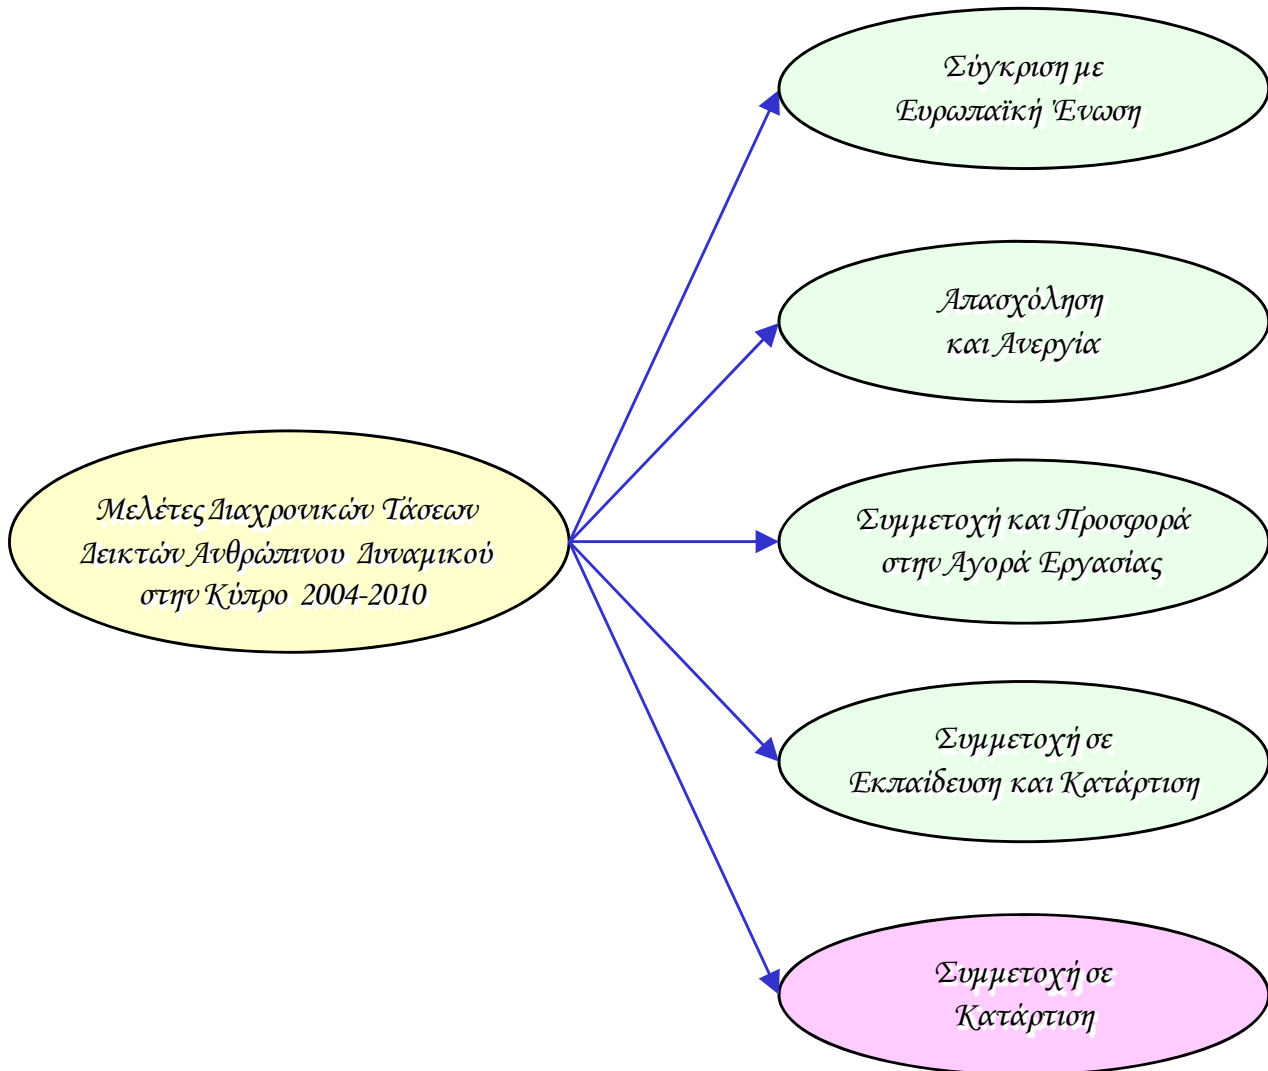 Σύγκριση με
Ευρωπαϊκή Ένωση
Απασχόληση
και Ανεργία
Μελέτες Διαχρονικών Τάσεων
Δεικτών Ανθρώπινου Δυναμικού
στην Κύπρο 2004-2010
Συμμετοχή και Προσφορά
στην Αγορά Εργασίας
Συμμετοχή σε
Εκπαίδευση και Κατάρτιση
Συμμετοχή σε
Κατάρτιση